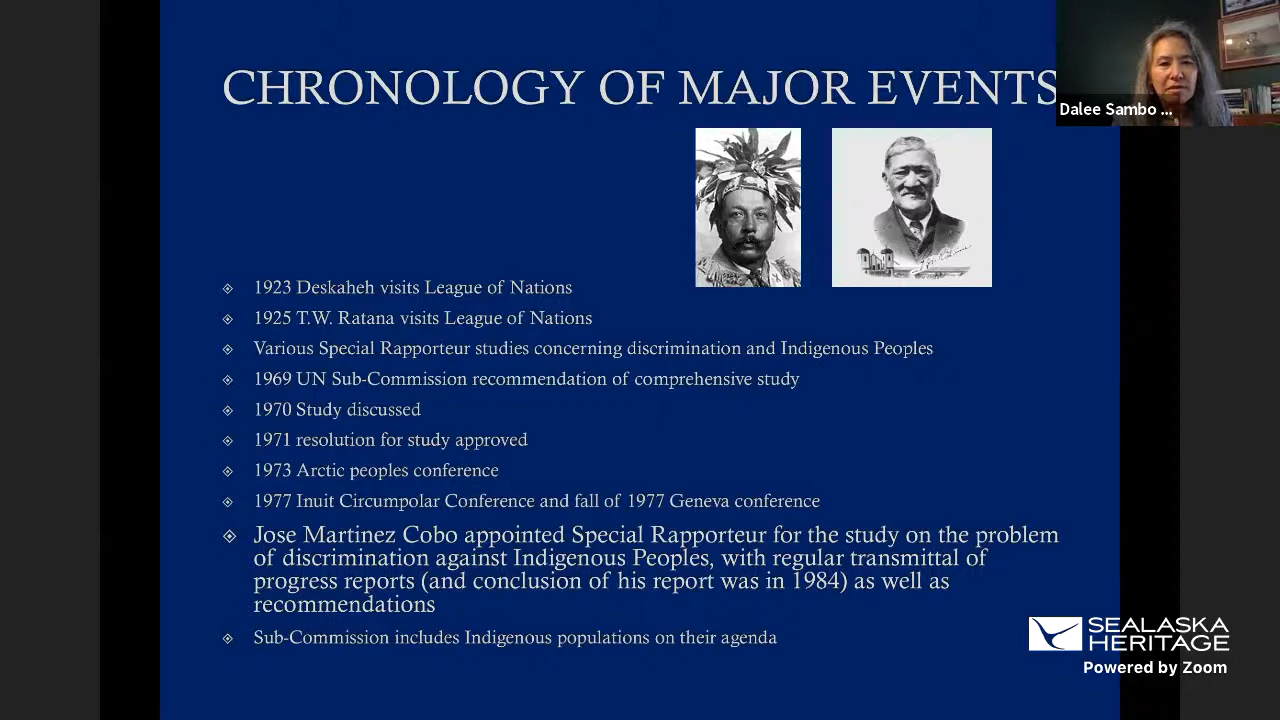 CHRONOLOGY OF MAJOR EVENTS
Dalee Sambo ...
1923 Deskaheh visits League of Nations
1925 T.W. Ratana visits League of Nations
Various Special Rapporteur studies concerning discrimination and Indigenous Peoples
1969 UN Sub-Commission recommendation of comprehensive study
1970 Study discussed
1971 resolution for study approved
1973 Arctic peoples conference
1977 Inuit Circumpolar Conference and fall of 1977 Geneva conference
Jose Martinez Cobo appointed Special Rapporteur for the study on the problem
of discrimination against Indigenous Peoples, with regular transmittal of
progress reports (and conclusion of his report was in 1984) as well as
recommendations
Sub-Commission includes Indigenous populations on their agenda
SEALASKA
HERITAGE
Powered by Zoom